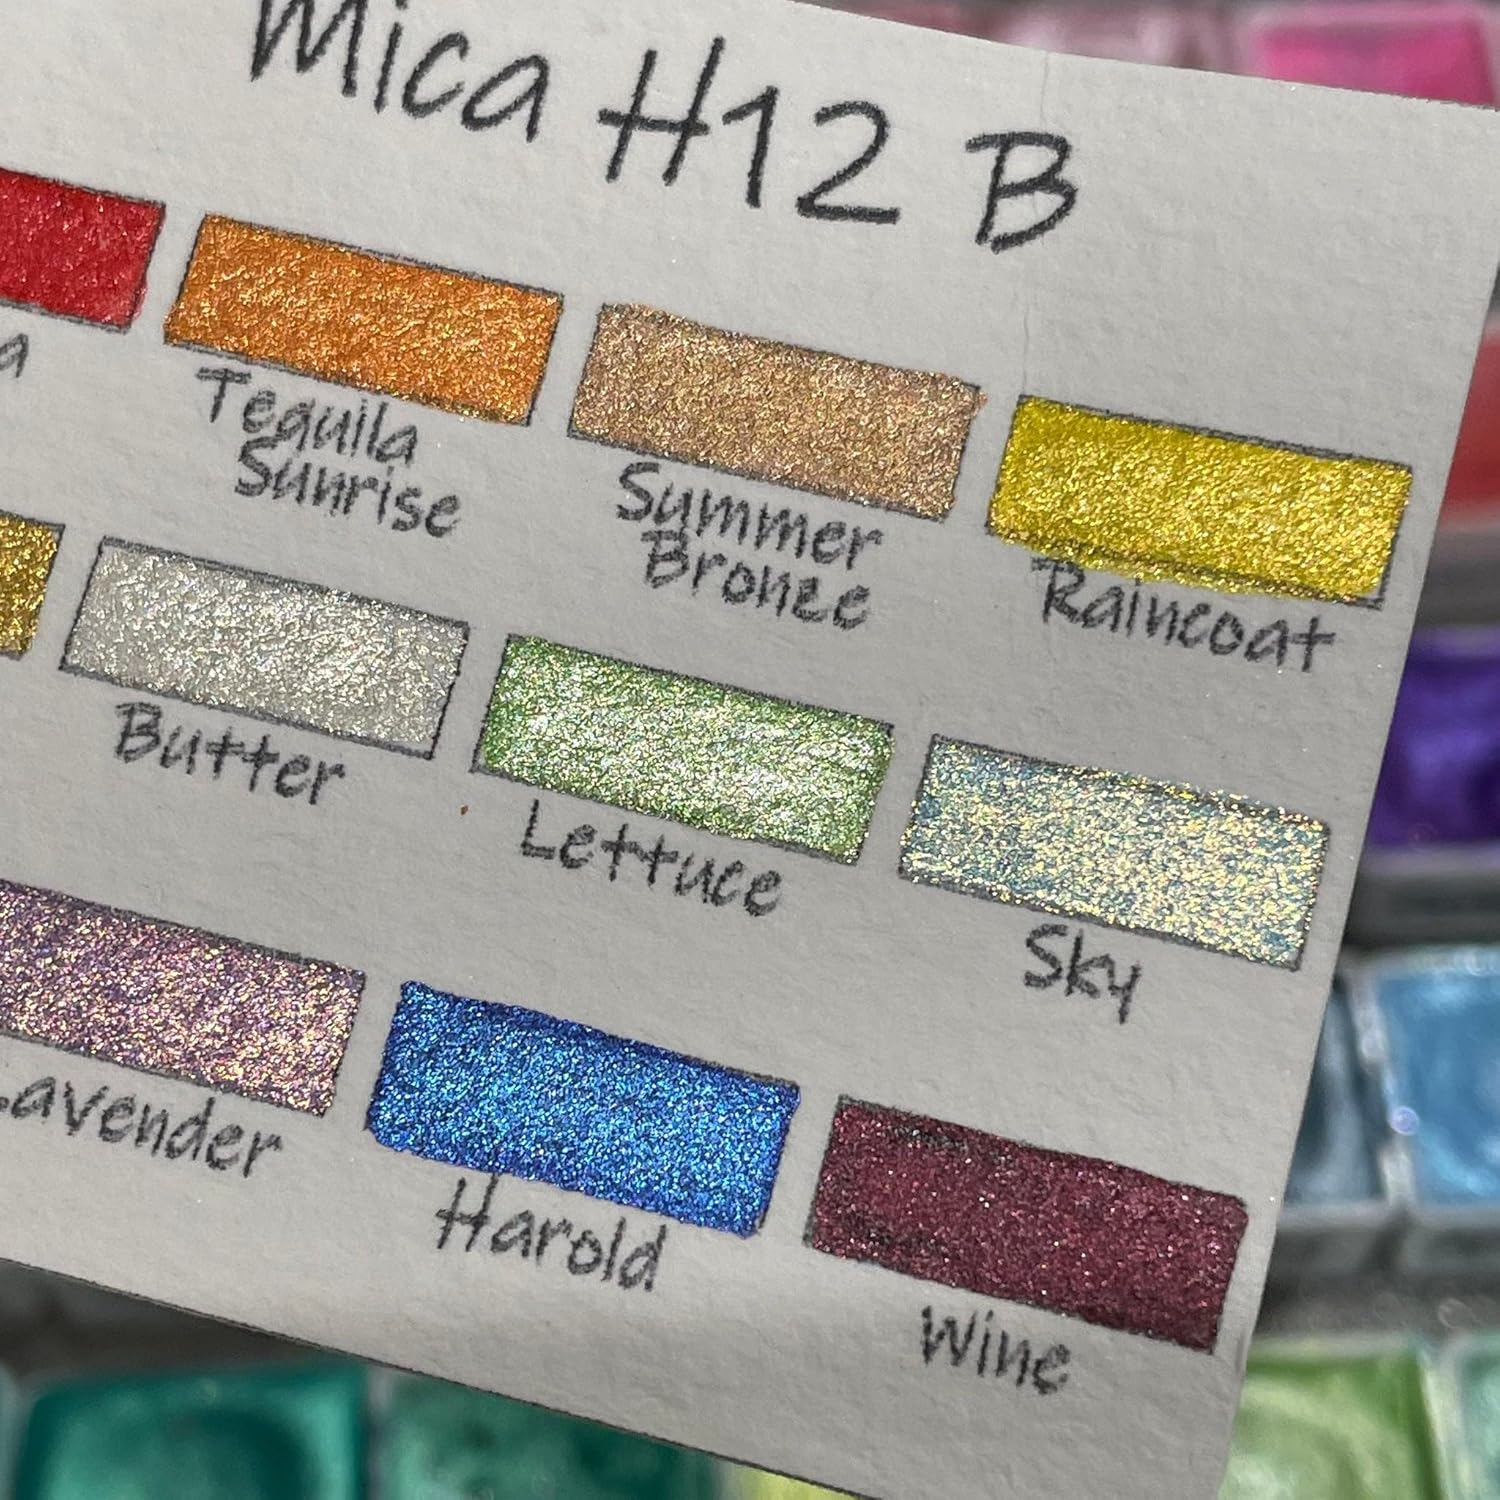 Mica H12 B
a
Tequila
Sunrise
Summer
Bronze
Raincoat
Butter
Lettuce
Sky
Lavender
Harold
Wine